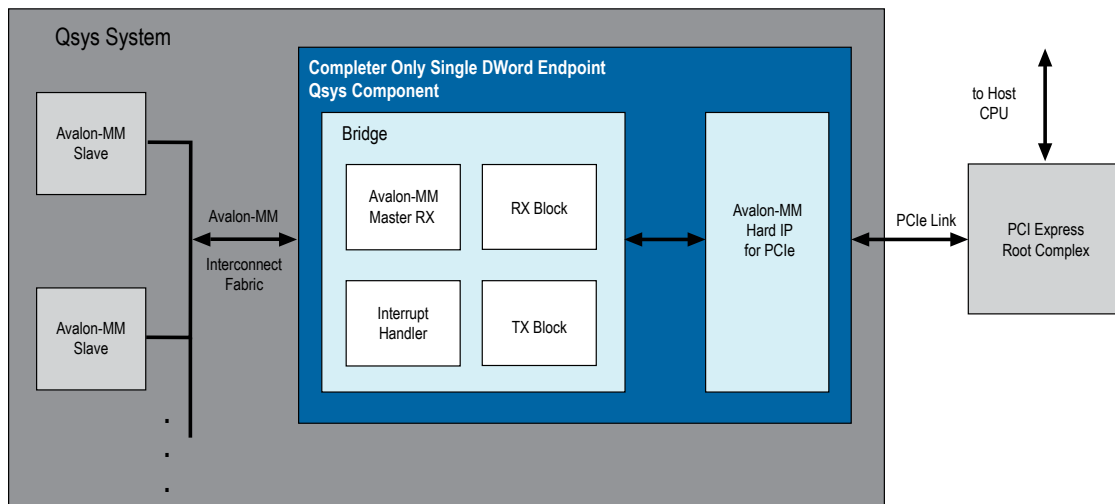 Qsys System
Completer Only Single DWord Endpoint
Qsys Component
to Host
CPU
Bridge
Avalon-MM
Slave
Avalon-MM
Master RX
RX Block
Avalon-MM
Hard IP
for PCIe
Avalon-MM
Interconnect
Fabric
PCIe Link
PCI Express
Root Complex
Avalon-MM
Slave
Interrupt
Handler
TX Block
.
.
.